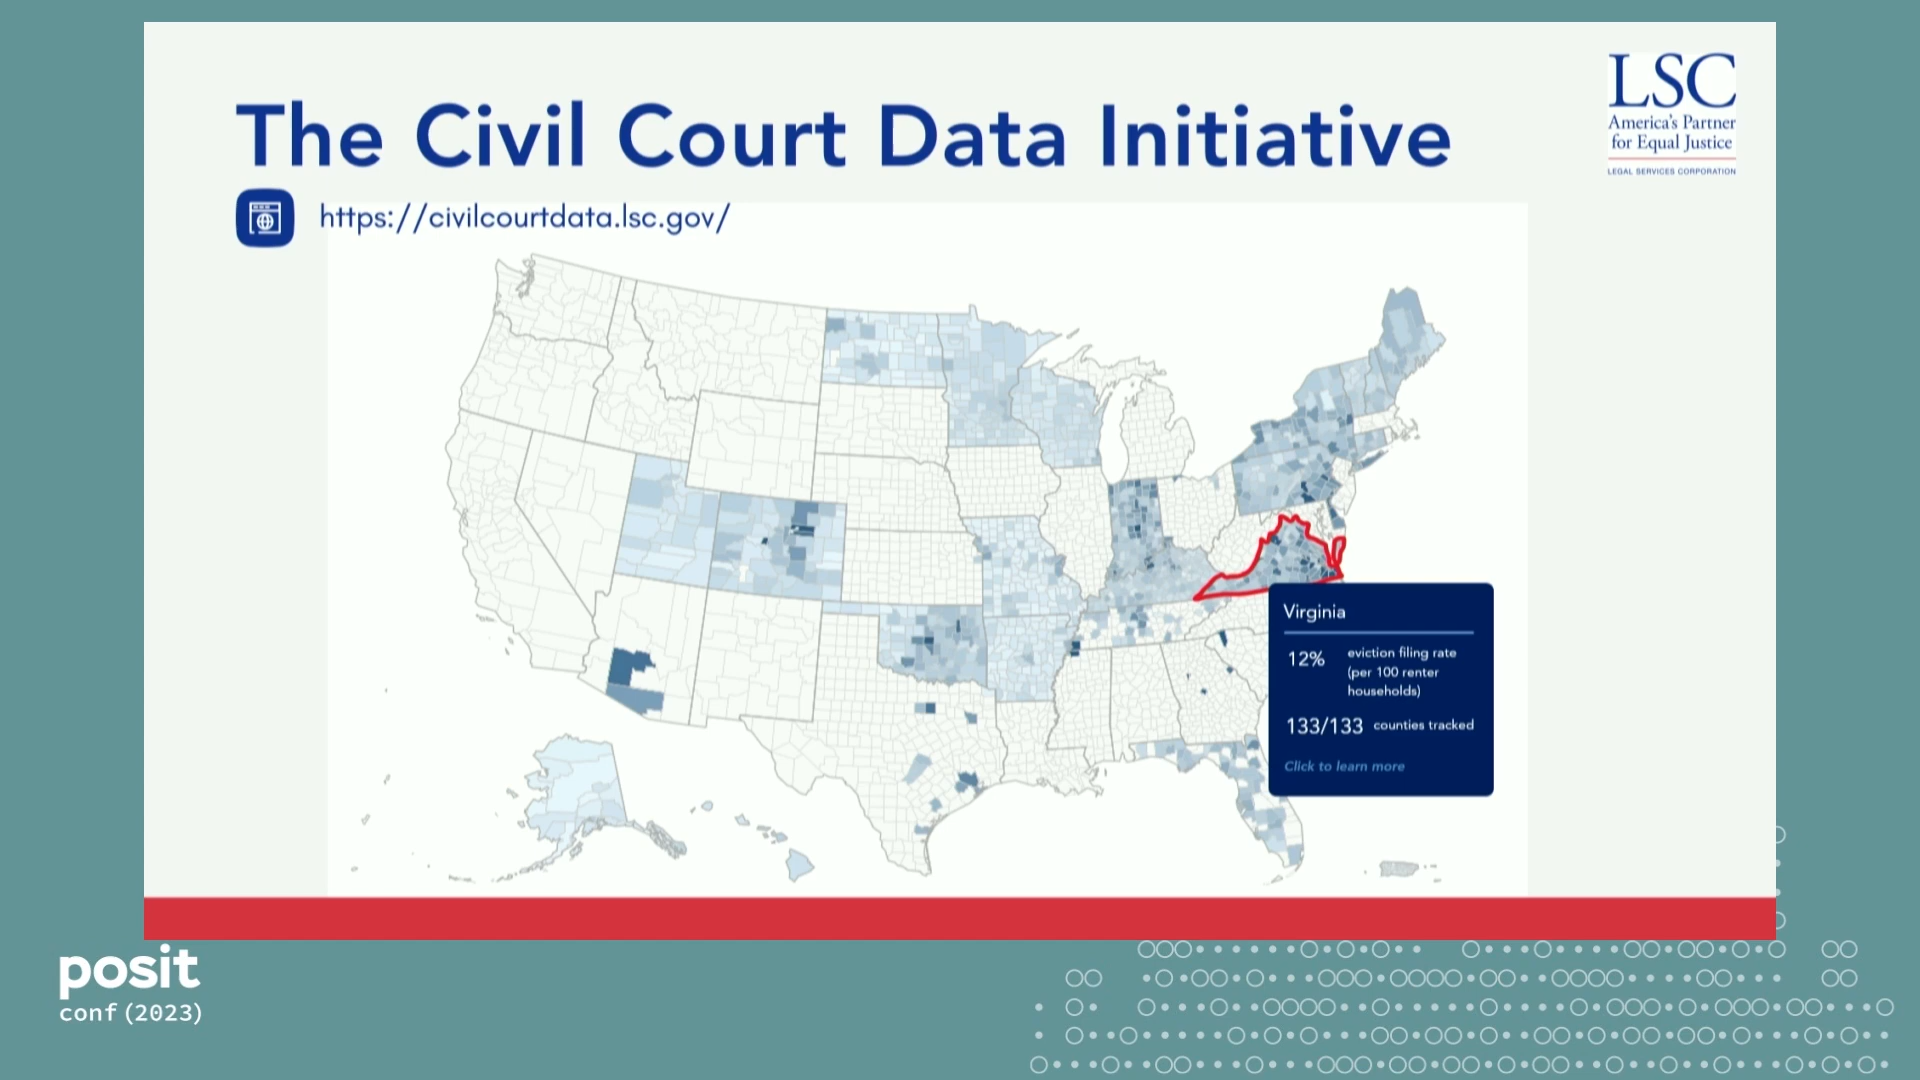 The Civil Court Data Initiative
https://civilcourtdata.lsc.gov/
LSC
America's Partner
for Equal Justice
LEGAL SERVICES CORPORATION
Virginia
12%
eviction filing rate
(per 100 renter
households)
133/133 counties tracked
Click to learn more
posit
conf(2023)